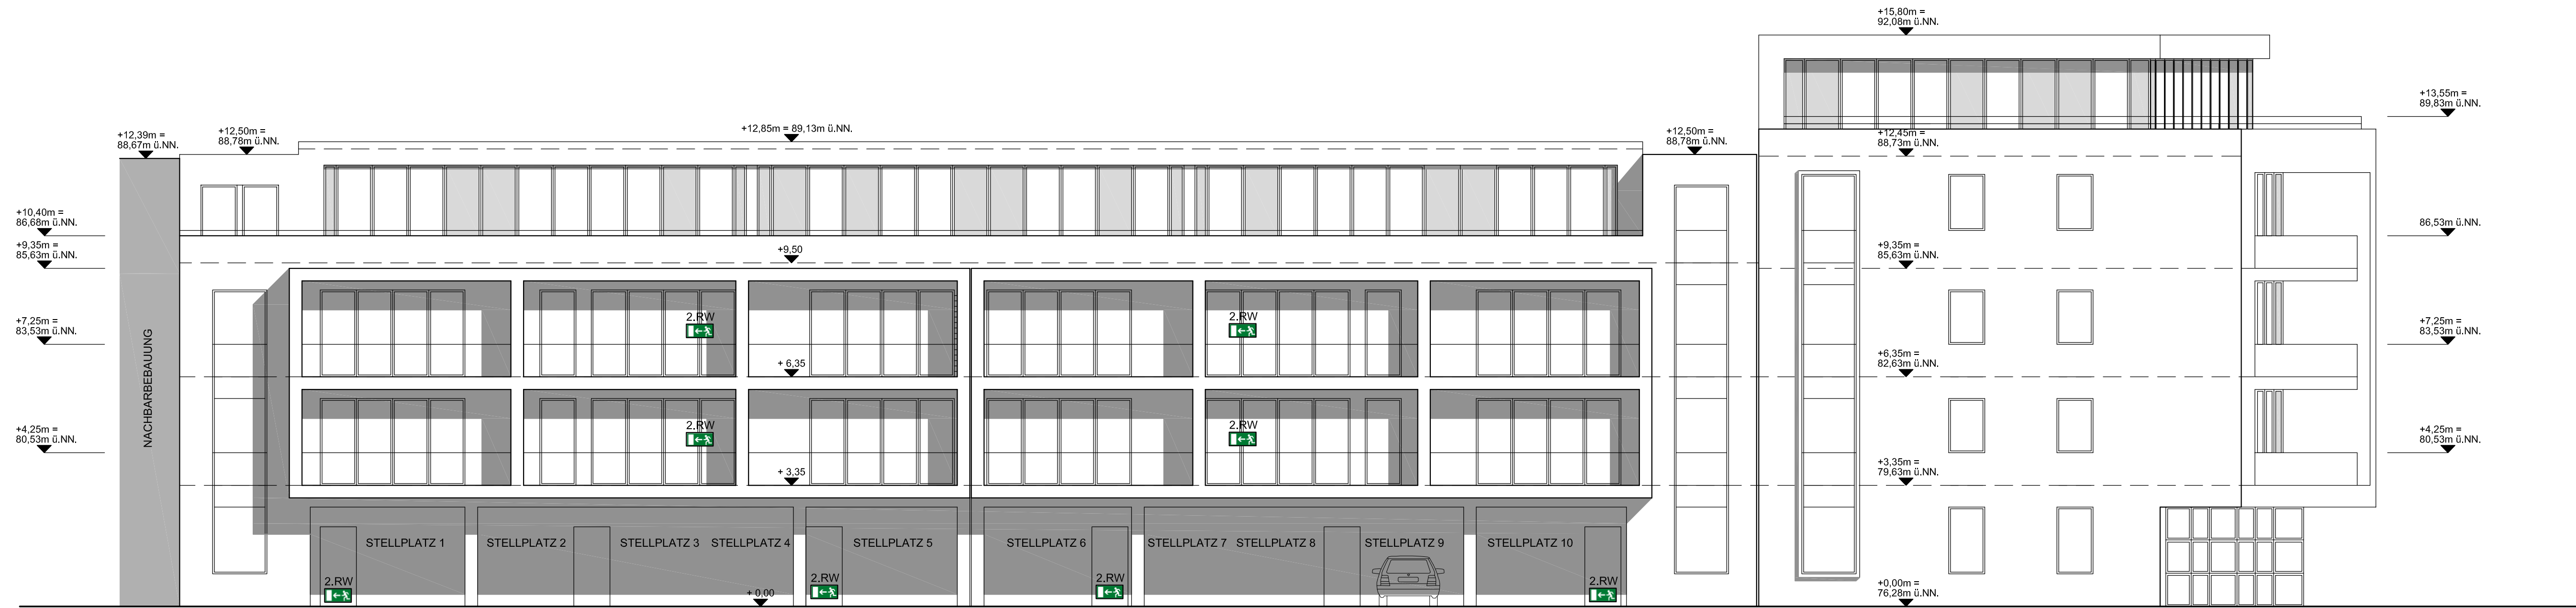 +15,80m =
92,08m ü.NN.
+13,55m =
89,83m ü.NN.
+12,39m =
88,67m ü.NN.
+12,50m =
88,78m ü.NN.
+12,85m = 89,13m ü.NN.
+12,50m =
88,78m ü.NN.
+12,45m =
88,73m ü.NN.
+10,40m =
86,68m ü.NN.
86,53m ü.NN.
+9,35m =
85,63m ü.NN.
+9,50
+9,35m =
85,63m ü.NN.
+7,25m =
83,53m ü.NN.
2.RW
2.RW
+7,25m =
83,53m ü.NN.
NACHBARBEBAUUNG
+ 6,35
+6,35m =
82,63m ü.NN.
+4,25m =
80,53m ü.NN.
2.RW
2.RW
+4,25m =
80,53m ü.NN.
+ 3,35
+3,35m =
79,63m ü.NN.
STELLPLATZ 1
STELLPLATZ 2
STELLPLATZ 3
STELLPLATZ 4
STELLPLATZ 5
STELLPLATZ 6
STELLPLATZ 7
STELLPLATZ 8
STELLPLATZ 9
STELLPLATZ 10
2.RW
2.RW
2.RW
2.RW
+ 0,00
+0,00m =
76,28m ü.NN.